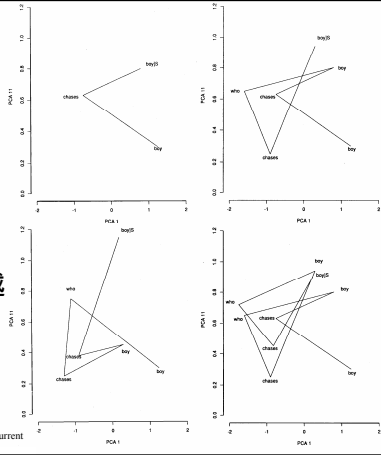 1.2
1.0
0.8
0.6
0.4
0.2
0.0
PCA 11
boy|S
chases
boy
-2 -1 0 1 2
PCA 1
1.2
1.0
0.8
0.6
0.4
0.2
0.0
PCA 11
boy|S
boy
who
chases
boy
chases
-2 -1 0 1 2
PCA 1
1.2
1.0
0.8
0.6
0.4
0.2
0.0
PCA 11
boy|S
who
chases
boy
boy
chases
-2 -1 0 1 2
PCA 1
1.2
1.0
0.8
0.6
0.4
0.2
0.0
PCA 11
boy
boy|S
boy
who
who
chases
chases
boy
chases
-2 -1 0 1 2
PCA 1
urrent